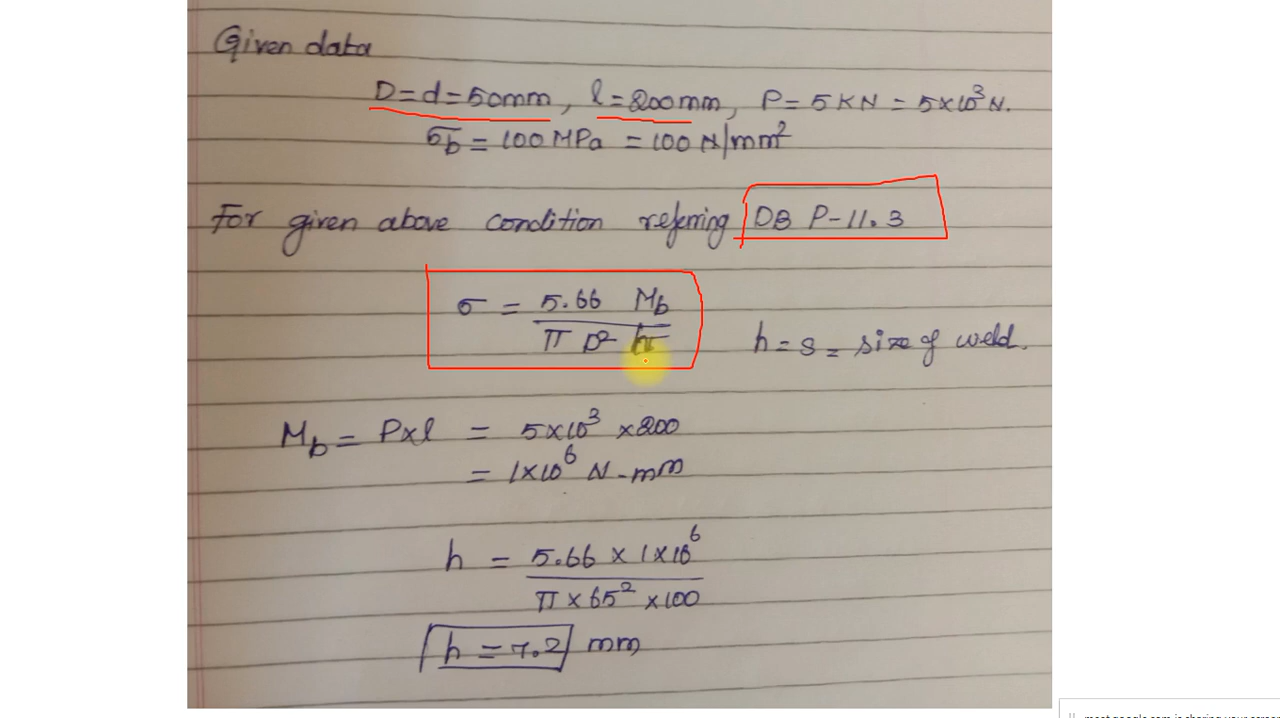 Given data
D=d=50mm, l=200mm, P= 5 KN = 5×10³ N.
σb = 100 MPa = 100 N/mm²
For given above condition referring DB P-11.3
σ = 5.66 Mb / π D² h
h = s = size of weld.
Mb = P×l = 5×10³ ×200
= 1×10⁶ N-mm
h = 5.66 × 1×10⁶ / π × 65² ×100
h = 7.2 mm